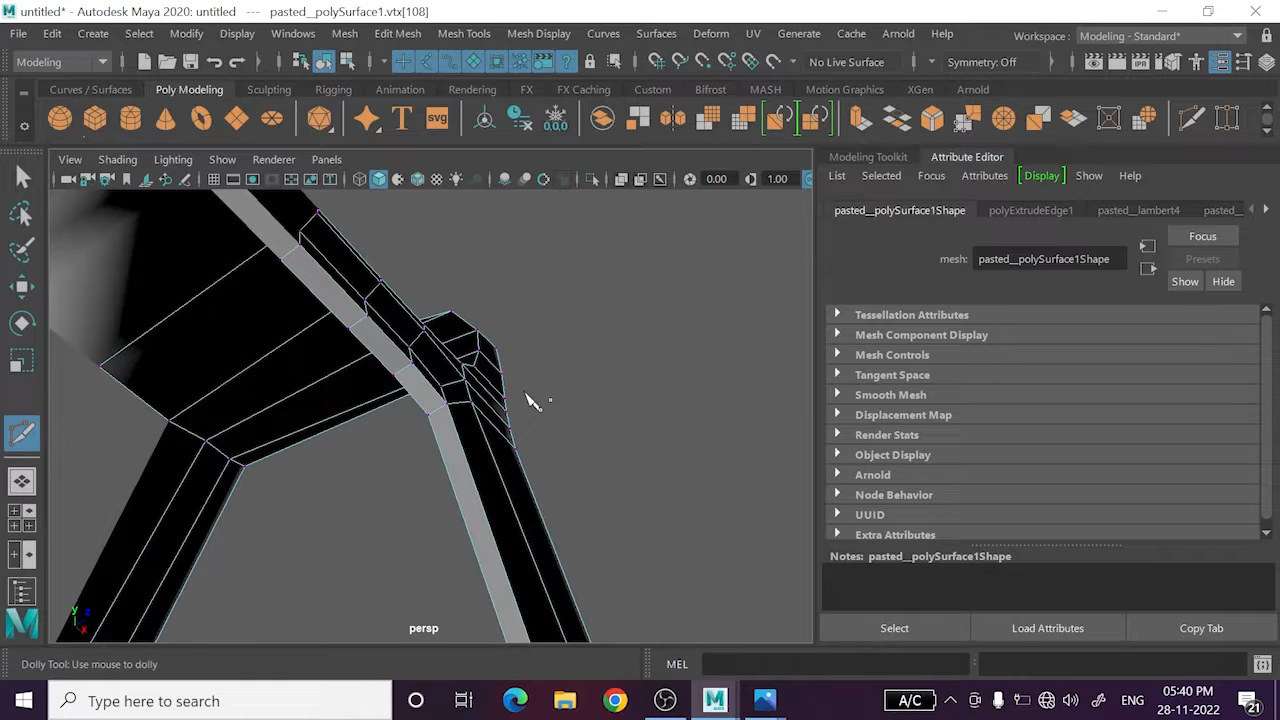 untitled* - Autodesk Maya 2020: untitled   ---   pasted__polySurface1.vtx[108]
File Edit Create Select Modify Display Windows Mesh Edit Mesh Mesh Tools Mesh Display Curves Surfaces Deform UV Generate Cache Arnold Help Workspace : Modeling - Standard*
Modeling No Live Surface Symmetry: Off
Curves / Surfaces Poly Modeling Sculpting Rigging Animation Rendering FX FX Caching Custom Bifrost MASH Motion Graphics XGen Arnold
T svg 0,0,0
View Shading Lighting Show Renderer Panels Modeling Toolkit Attribute Editor
List Selected Focus Attributes Display Show Help
0.00 1.00
pasted__polySurface1Shape polyExtrudeEdge1 pasted__lambert4 pasted__
Focus
mesh: pasted__polySurface1Shape Presets
Show Hide
Tessellation Attributes
Mesh Component Display
Mesh Controls
Tangent Space
Smooth Mesh
Displacement Map
Render Stats
Object Display
Arnold
Node Behavior
UUID
Extra Attributes
Notes: pasted__polySurface1Shape
y z x
persp
Select Load Attributes Copy Tab
Dolly Tool: Use mouse to dolly MEL
Type here to search A/C ENG 05:40 PM
28-11-2022 21